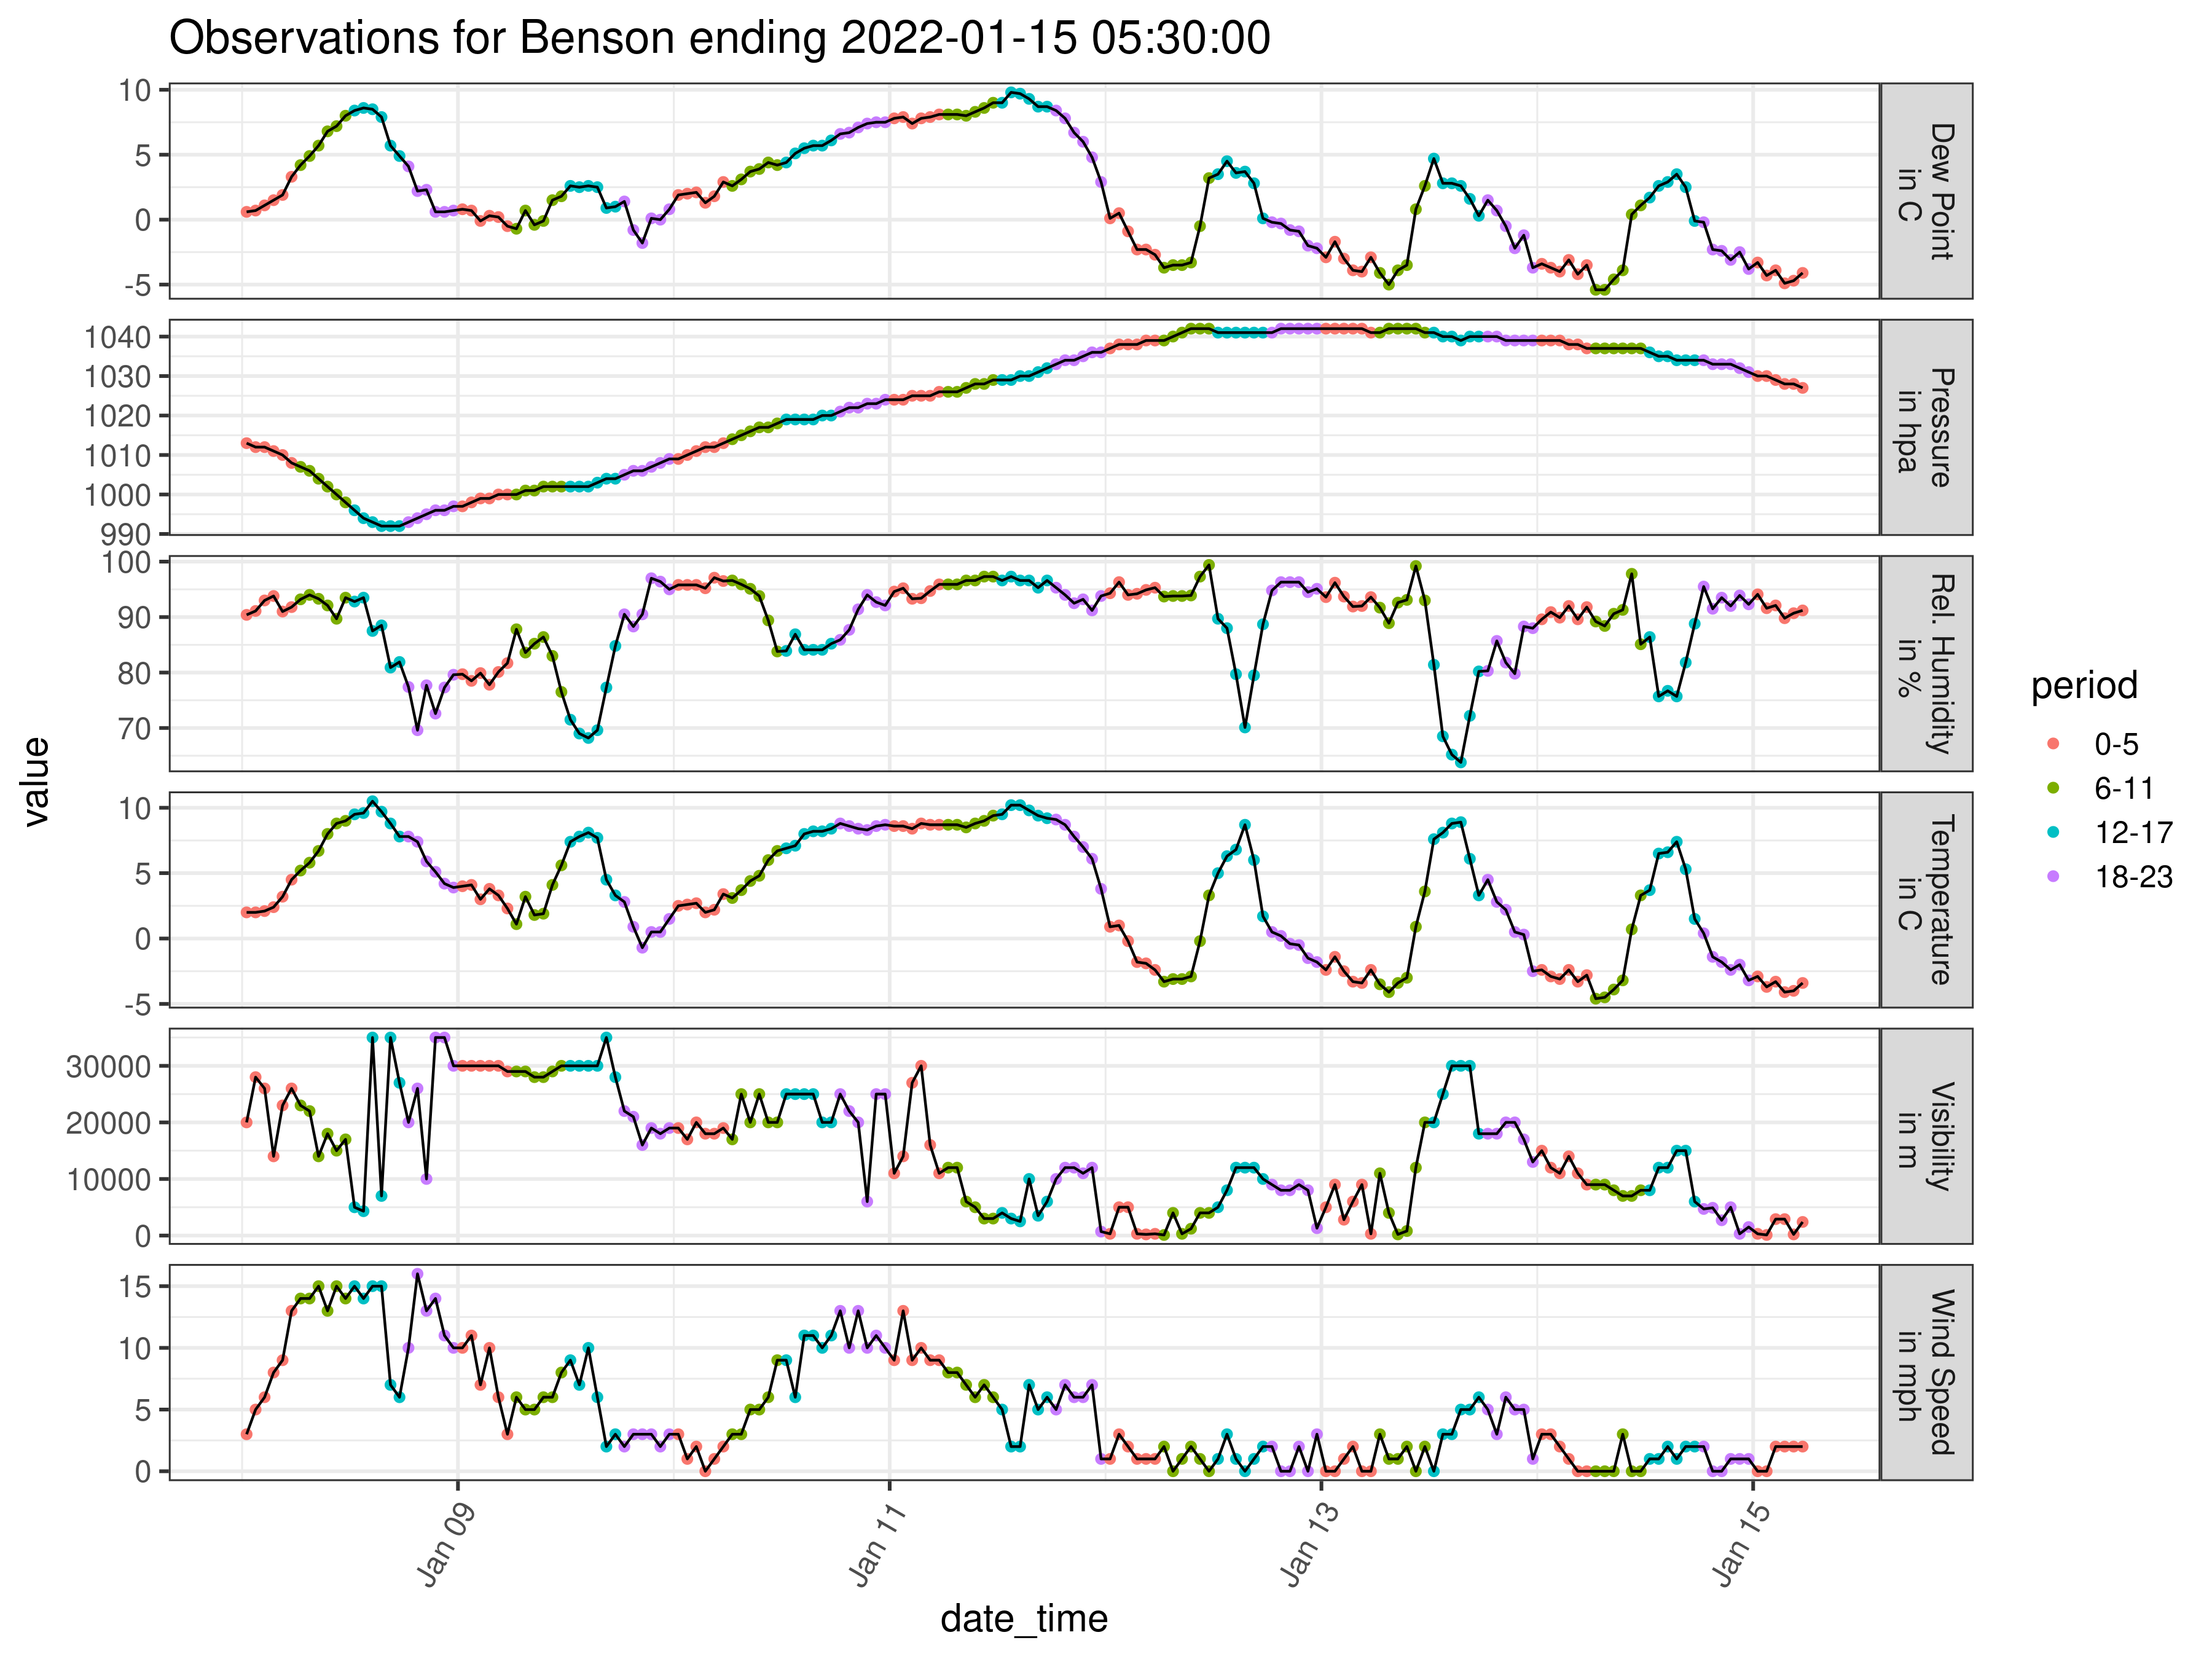 Observations for Benson ending 2022-01-15 05:30:00
value
10
5
0
-5
Dew Point
in C
1040
1030
1020
1010
1000
990
Pressure
in hpa
100
90
80
70
Rel. Humidity
in %
10
5
0
-5
Temperature
in C
30000
20000
10000
0
Visibility
in m
15
10
5
0
Wind Speed
in mph
Jan 09
Jan 11
Jan 13
Jan 15
date_time
period
0-5
6-11
12-17
18-23